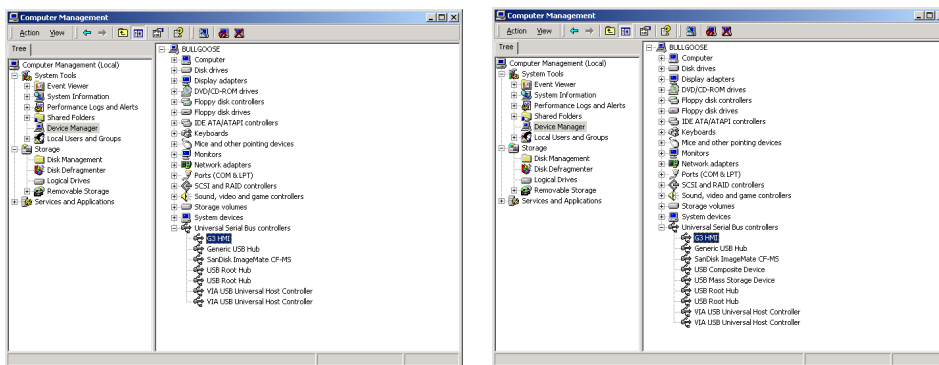 Computer Management
Action View
Tree
Computer Management (Local)
System Tools
Event Viewer
System Information
Performance Logs and Alerts
Shared Folders
Device Manager
Local Users and Groups
Storage
Disk Management
Disk Defragmenter
Logical Drives
Removable Storage
Services and Applications
BULLGOOSE
Computer
Disk drives
Display adapters
DVD/CD-ROM drives
Floppy disk controllers
Floppy disk drives
IDE ATA/ATAPI controllers
Keyboards
Mice and other pointing devices
Monitors
Network adapters
Ports (COM & LPT)
SCSI and RAID controllers
Sound, video and game controllers
Storage volumes
System devices
Universal Serial Bus controllers
G3 HMI
Generic USB Hub
SanDisk ImageMate CF-MS
USB Root Hub
USB Root Hub
VIA USB Universal Host Controller
VIA USB Universal Host Controller
Computer Management
Action View
Tree
Computer Management (Local)
System Tools
Event Viewer
System Information
Performance Logs and Alerts
Shared Folders
Device Manager
Local Users and Groups
Storage
Disk Management
Disk Defragmenter
Logical Drives
Removable Storage
Services and Applications
BULLGOOSE
Computer
Disk drives
Display adapters
DVD/CD-ROM drives
Floppy disk controllers
Floppy disk drives
IDE ATA/ATAPI controllers
Keyboards
Mice and other pointing devices
Monitors
Network adapters
Ports (COM & LPT)
SCSI and RAID controllers
Sound, video and game controllers
Storage volumes
System devices
Universal Serial Bus controllers
G3 HMI
Generic USB Hub
SanDisk ImageMate CF-MS
USB Composite Device
USB Mass Storage Device
USB Root Hub
USB Root Hub
VIA USB Universal Host Controller
VIA USB Universal Host Controller